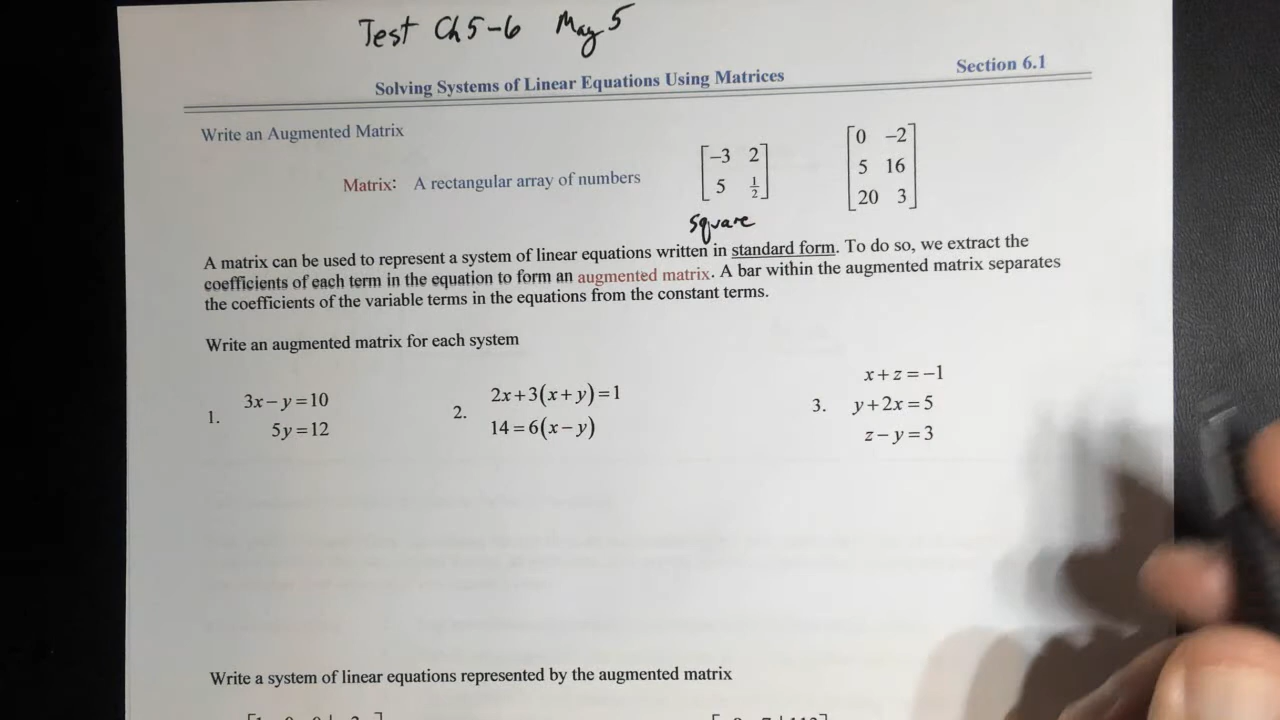 Test Ch 5-6 May 5
Solving Systems of Linear Equations Using Matrices
Section 6.1
Write an Augmented Matrix
Matrix: A rectangular array of numbers
[-3 2]
[5 1/2]
[0 -2]
[5 16]
[20 3]
Square
A matrix can be used to represent a system of linear equations written in standard form. To do so, we extract the
coefficients of each term in the equation to form an augmented matrix. A bar within the augmented matrix separates
the coefficients of the variable terms in the equations from the constant terms.
Write an augmented matrix for each system
1.
3x-y=10
5y=12
2.
2x+3(x+y)=1
14=6(x-y)
3.
x+z=-1
y+2x=5
z-y=3
Write a system of linear equations represented by the augmented matrix